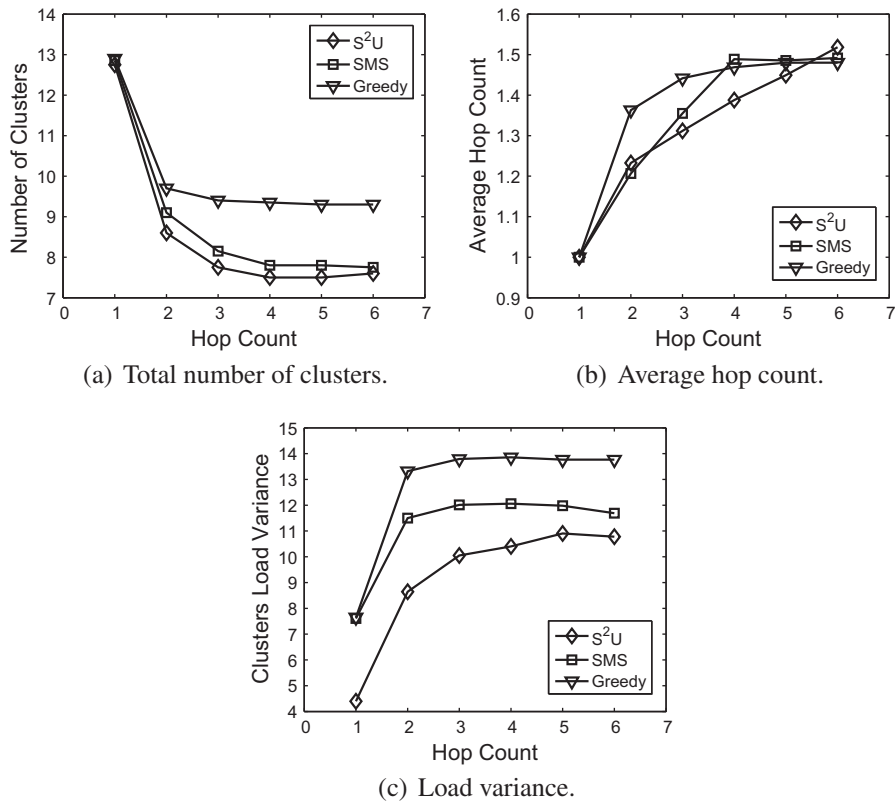 Number of Clusters
13
12
11
10
9
8
7
0 1 2 3 4 5 6 7
Hop Count
S²U
SMS
Greedy
(a) Total number of clusters.
Average Hop Count
1.6
1.5
1.4
1.3
1.2
1.1
1
0.9
0 1 2 3 4 5 6 7
Hop Count
S²U
SMS
Greedy
(b) Average hop count.
Clusters Load Variance
15
14
13
12
11
10
9
8
7
6
5
4
0 1 2 3 4 5 6 7
Hop Count
S²U
SMS
Greedy
(c) Load variance.